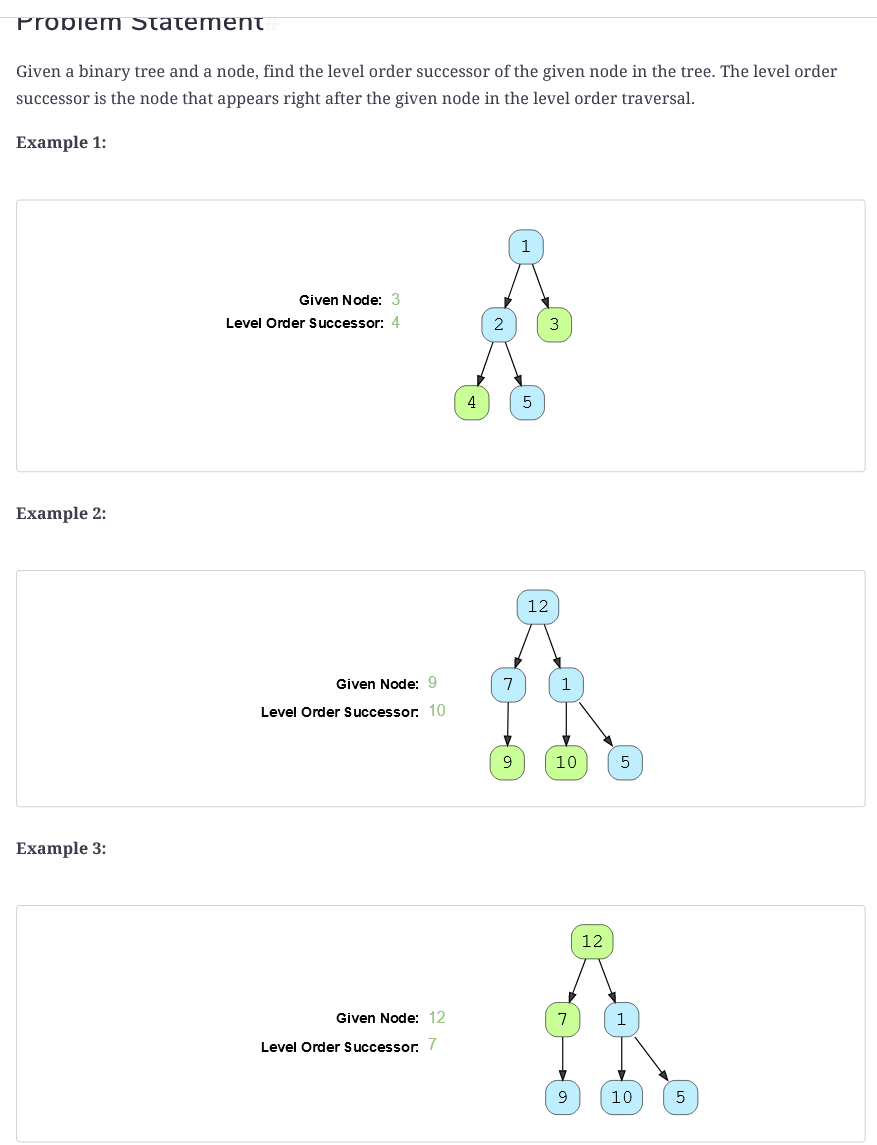 Problem Statement#
Given a binary tree and a node, find the level order successor of the given node in the tree. The level order
successor is the node that appears right after the given node in the level order traversal.
Example 1:
1
Given Node: 3
Level Order Successor: 4
2 3
4 5
Example 2:
12
Given Node: 9
7 1
Level Order Successor: 10
9 10 5
Example 3:
12
Given Node: 12
7 1
Level Order Successor: 7
9 10 5